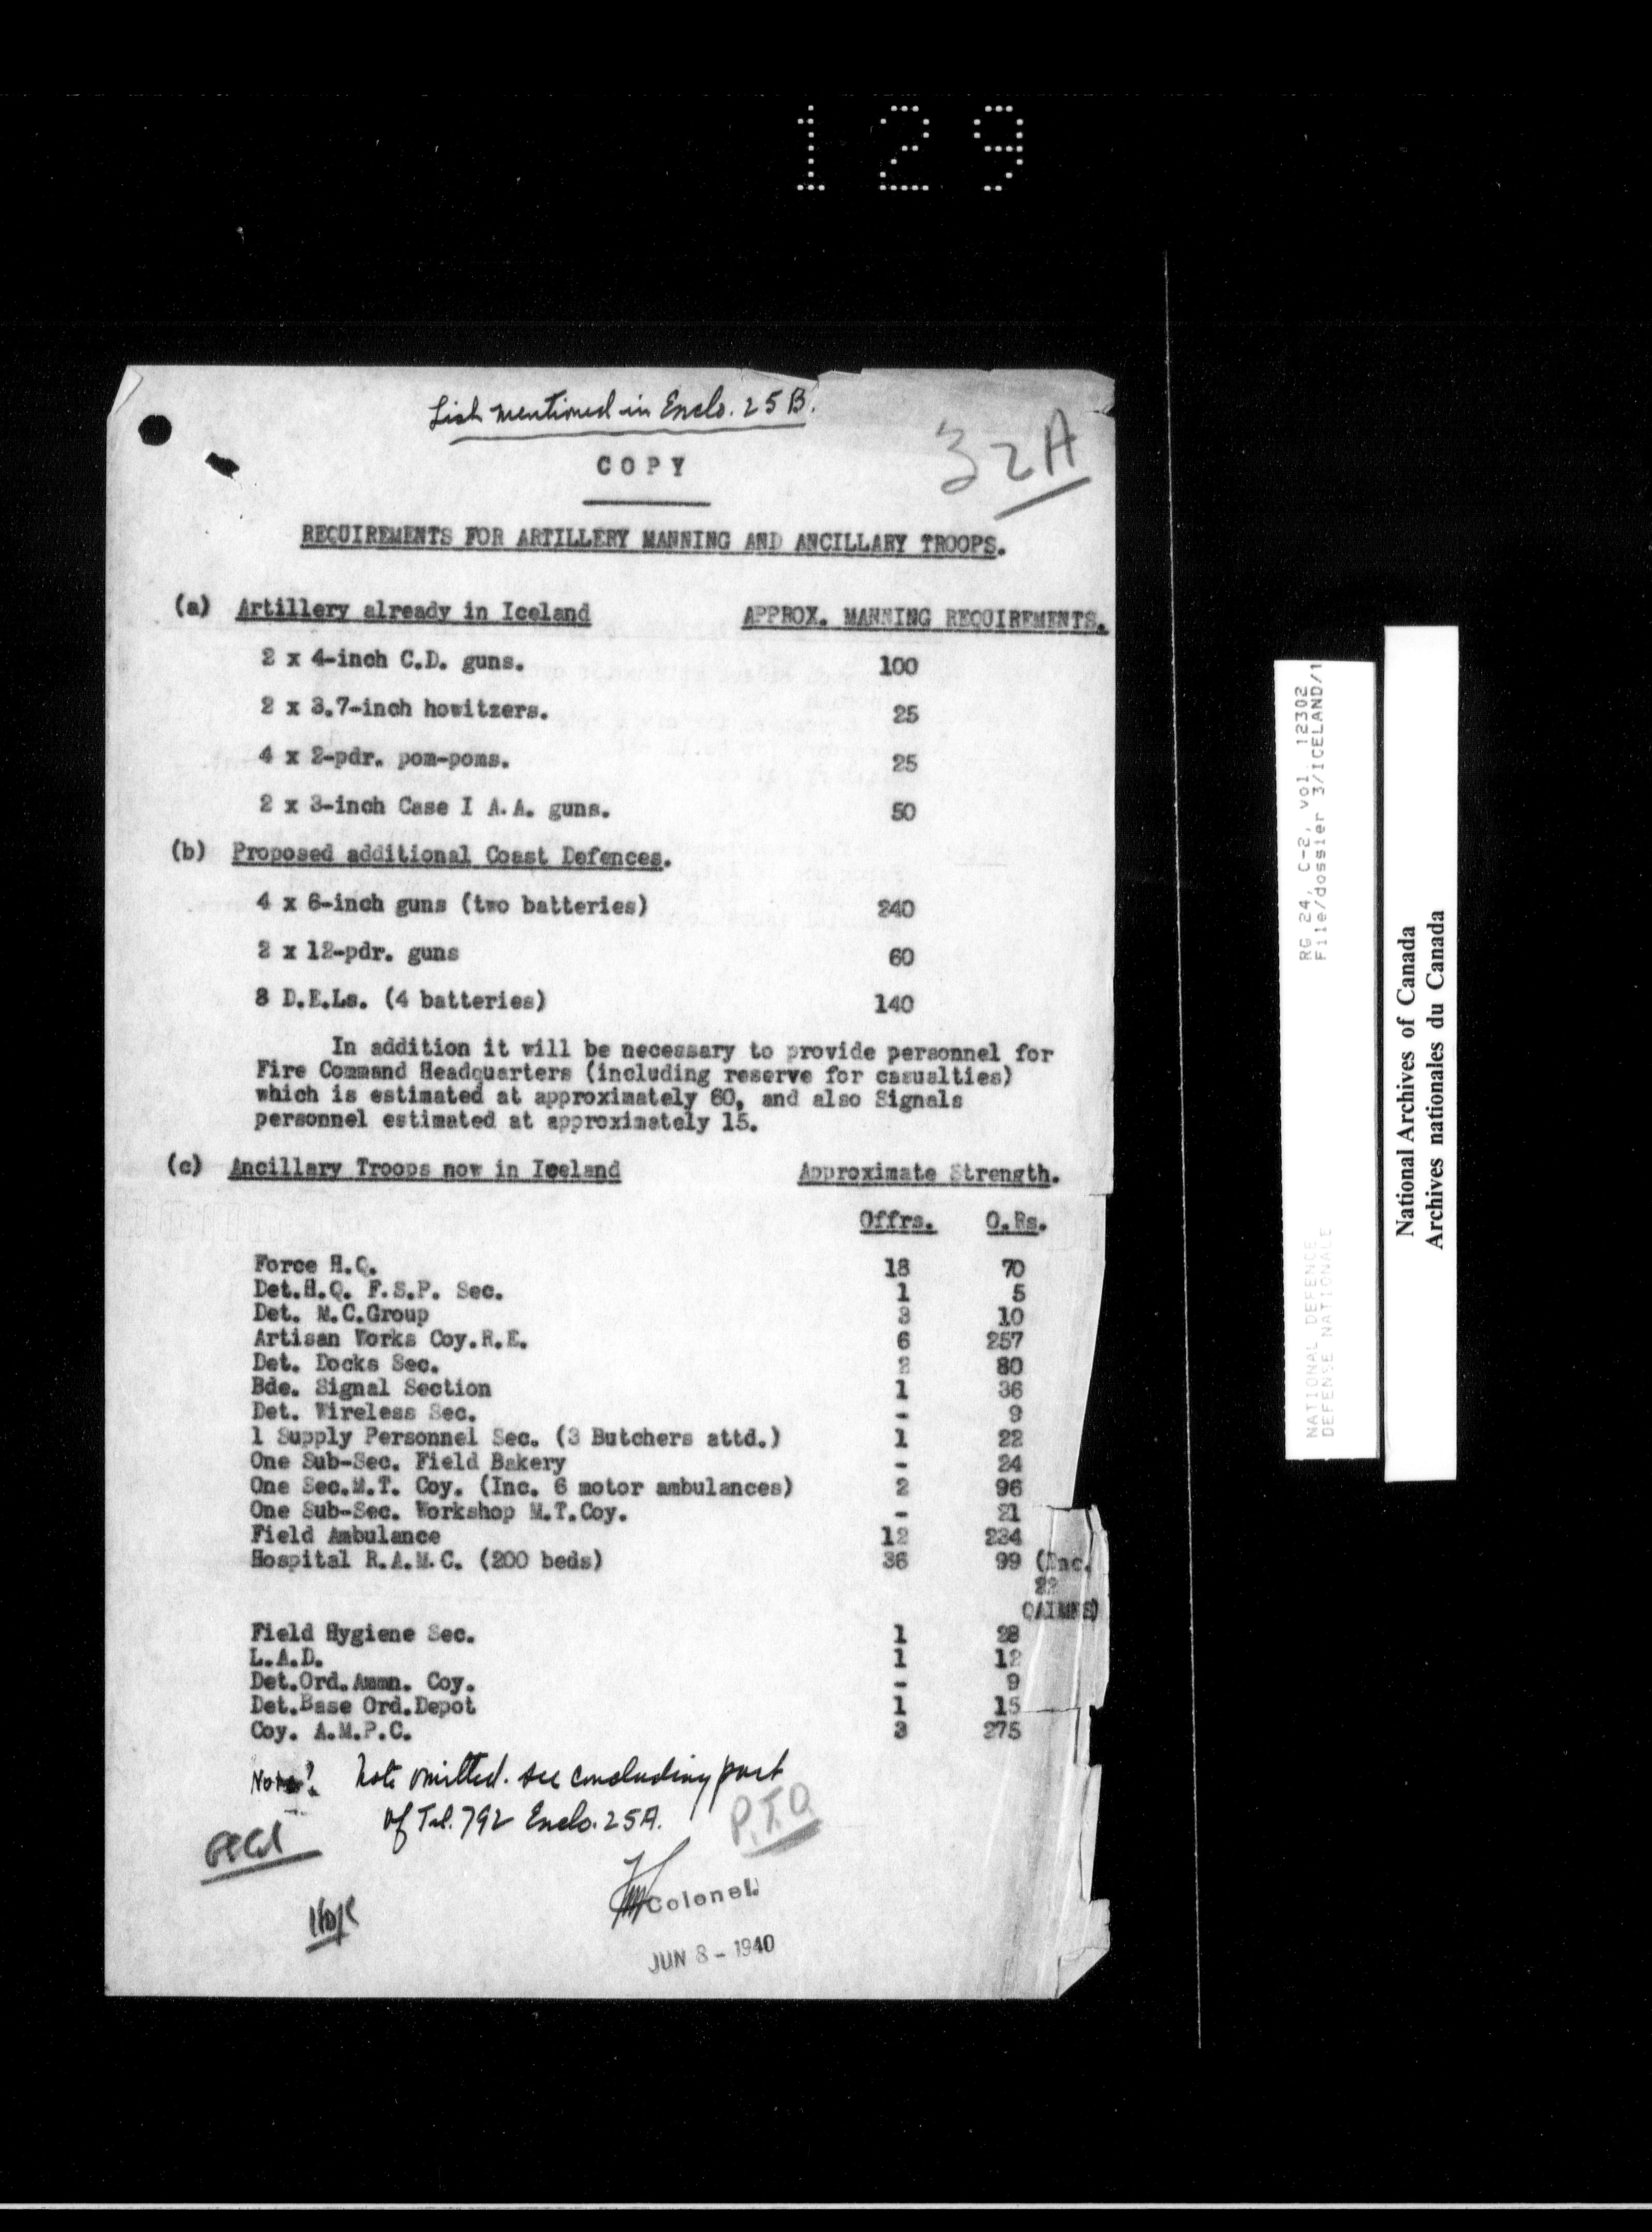 129
List mentioned in Enclo. 25B.
32A
COPY
REQUIREMENTS FOR ARTILLERY MANNING AND ANCILLARY TROOPS.
(a) Artillery already in Iceland APPROX. MANNING REQUIREMENTS.
2 x 4-inch C.D. guns. 100
2 x 3.7-inch howitzers. 25
4 x 2-pdr. pom-poms. 25
2 x 3-inch Case I A.A. guns. 50
(b) Proposed additional Coast Defences.
4 x 6-inch guns (two batteries) 240
2 x 12-pdr. guns 60
8 D.E.Ls. (4 batteries) 140
In addition it will be necessary to provide personnel for
Fire Command Headquarters (including reserve for casualties)
which is estimated at approximately 60, and also Signals
personnel estimated at approximately 15.
(c) Ancillary Troops now in Iceland Approximate Strength.
Offrs. O.Rs.
Force H.Q. 18 70
Det.H.Q. F.S.P. Sec. 1 5
Det. M.C.Group 3 10
Artisan Works Coy.R.E. 6 257
Det. Docks Sec. 2 80
Bde. Signal Section 1 36
Det. Wireless Sec. - 9
1 Supply Personnel Sec. (3 Butchers attd.) 1 22
One Sub-Sec. Field Bakery - 24
One Sec.M.T. Coy. (Inc. 6 motor ambulances) 2 96
One Sub-Sec. Workshop M.T.Coy. - 21
Field Ambulance 12 234
Hospital R.A.M.C. (200 beds) 36 99 (Inc.
22
QAIMNS)
Field Hygiene Sec. 1 28
L.A.D. 1 12
Det.Ord.Ammn. Coy. - 9
Det.Base Ord.Depot 1 15
Coy. A.M.P.C. 3 275
Note: Note omitted. see concluding part
of Tel. 792 Enclo. 25A.
P.T.O.
Colonel.
JUN 8 - 1940
RG 24, C-2, vol. 12302
File/dossier 3/ICELAND/1
NATIONAL DEFENCE
DEFENSE NATIONALE
National Archives of Canada
Archives nationales du Canada